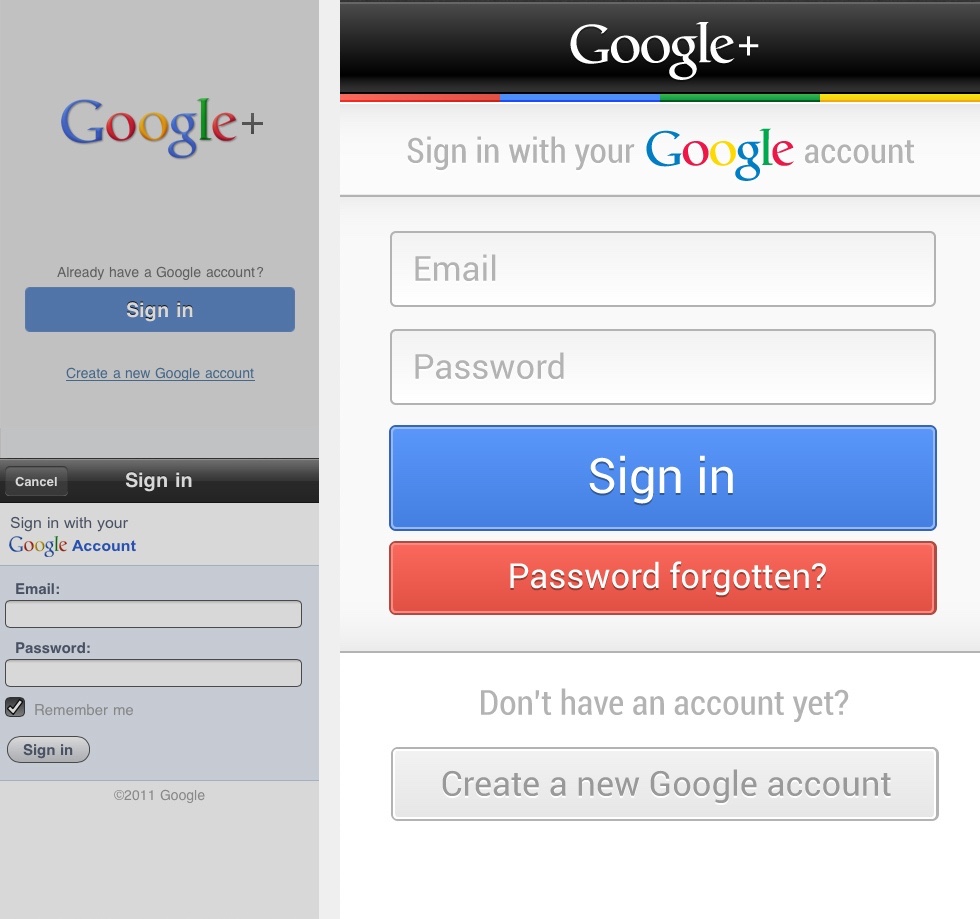 Google+
Already have a Google account?
Sign in
Create a new Google account
Cancel
Sign in
Sign in with your
Google Account
Email:
Password:
Remember me
Sign in
©2011 Google
Google+
Sign in with your Google account
Email
Password
Sign in
Password forgotten?
Don't have an account yet?
Create a new Google account